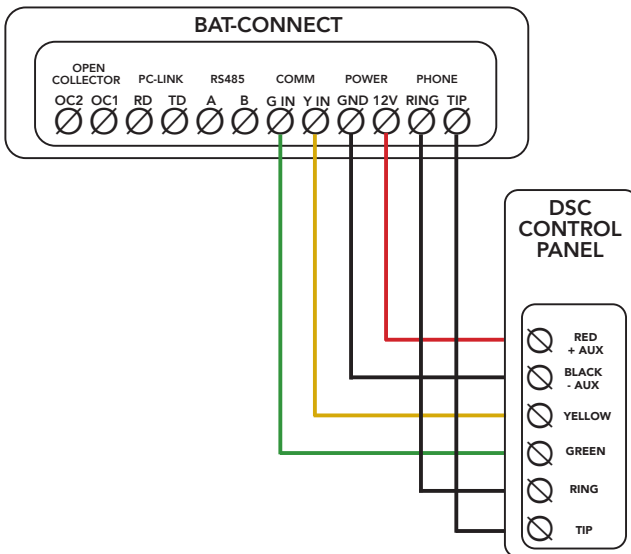 BAT-CONNECT
OPEN
COLLECTOR PC-LINK RS485 COMM POWER PHONE
OC2 OC1 RD TD A B G IN Y IN GND 12V RING TIP
DSC
CONTROL
PANEL
RED
+ AUX
BLACK
- AUX
YELLOW
GREEN
RING
TIP